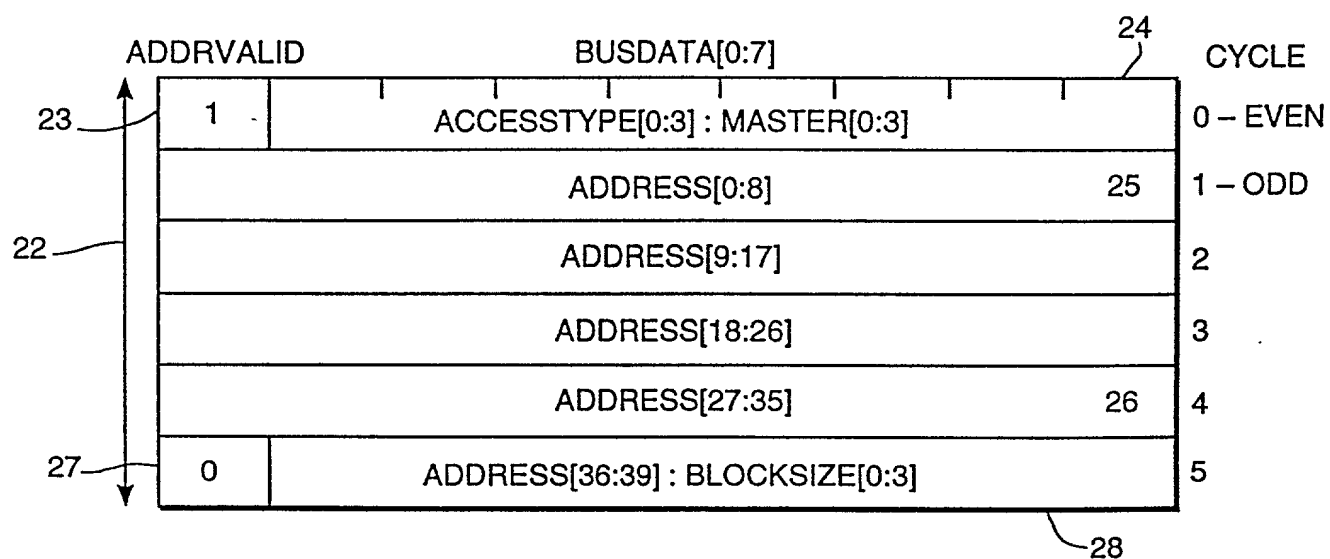 24
ADDRVALID BUSDATA[0:7] CYCLE
23 1 ACCESSTYPE[0:3] : MASTER[0:3] 0 – EVEN
ADDRESS[0:8] 25 1 – ODD
22 ADDRESS[9:17] 2
ADDRESS[18:26] 3
ADDRESS[27:35] 26 4
27 0 ADDRESS[36:39] : BLOCKSIZE[0:3] 5
28